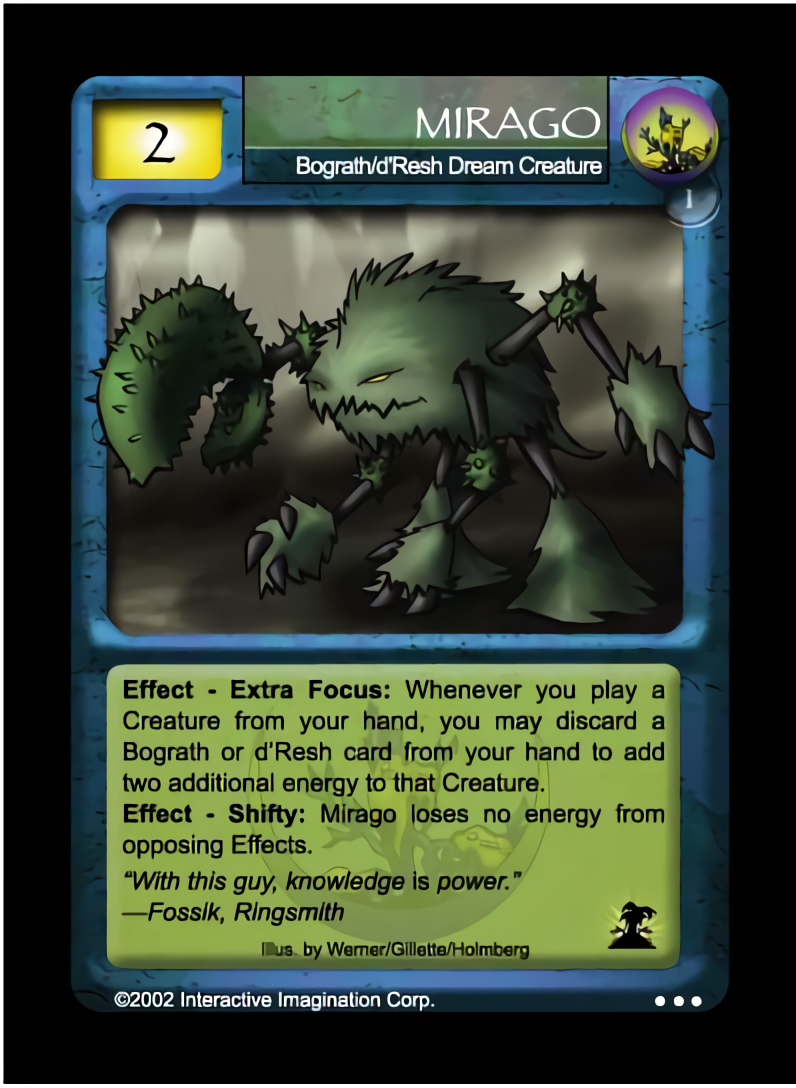 2
MIRAGO
Bograth/d'Resh Dream Creature
1
Effect - Extra Focus: Whenever you play a
Creature from your hand, you may discard a
Bograth or d'Resh card from your hand to add
two additional energy to that Creature.
Effect - Shifty: Mirago loses no energy from
opposing Effects.
"With this guy, knowledge is power."
—Fossik, Ringsmith
Illus. by Werner/Gillette/Holmberg
©2002 Interactive Imagination Corp.